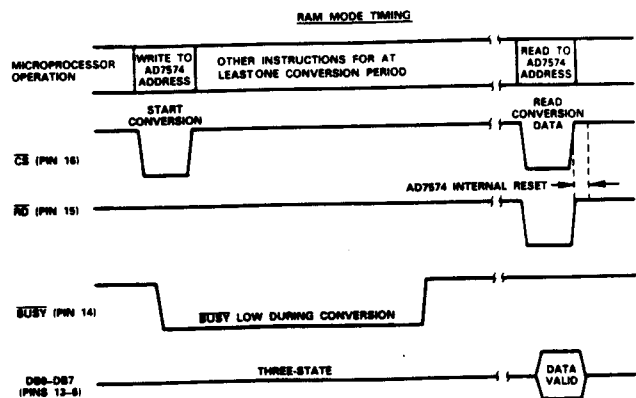 RAM MODE TIMING
MICROPROCESSOR
OPERATION
WRITE TO
AD7574
ADDRESS
OTHER INSTRUCTIONS FOR AT
LEAST ONE CONVERSION PERIOD
READ TO
AD7574
ADDRESS
START
CONVERSION
READ
CONVERSION
DATA
CS (PIN 16)
AD7574 INTERNAL RESET
RD (PIN 15)
BUSY (PIN 14)
BUSY LOW DURING CONVERSION
DB0–DB7
(PINS 13–6)
THREE-STATE
DATA
VALID